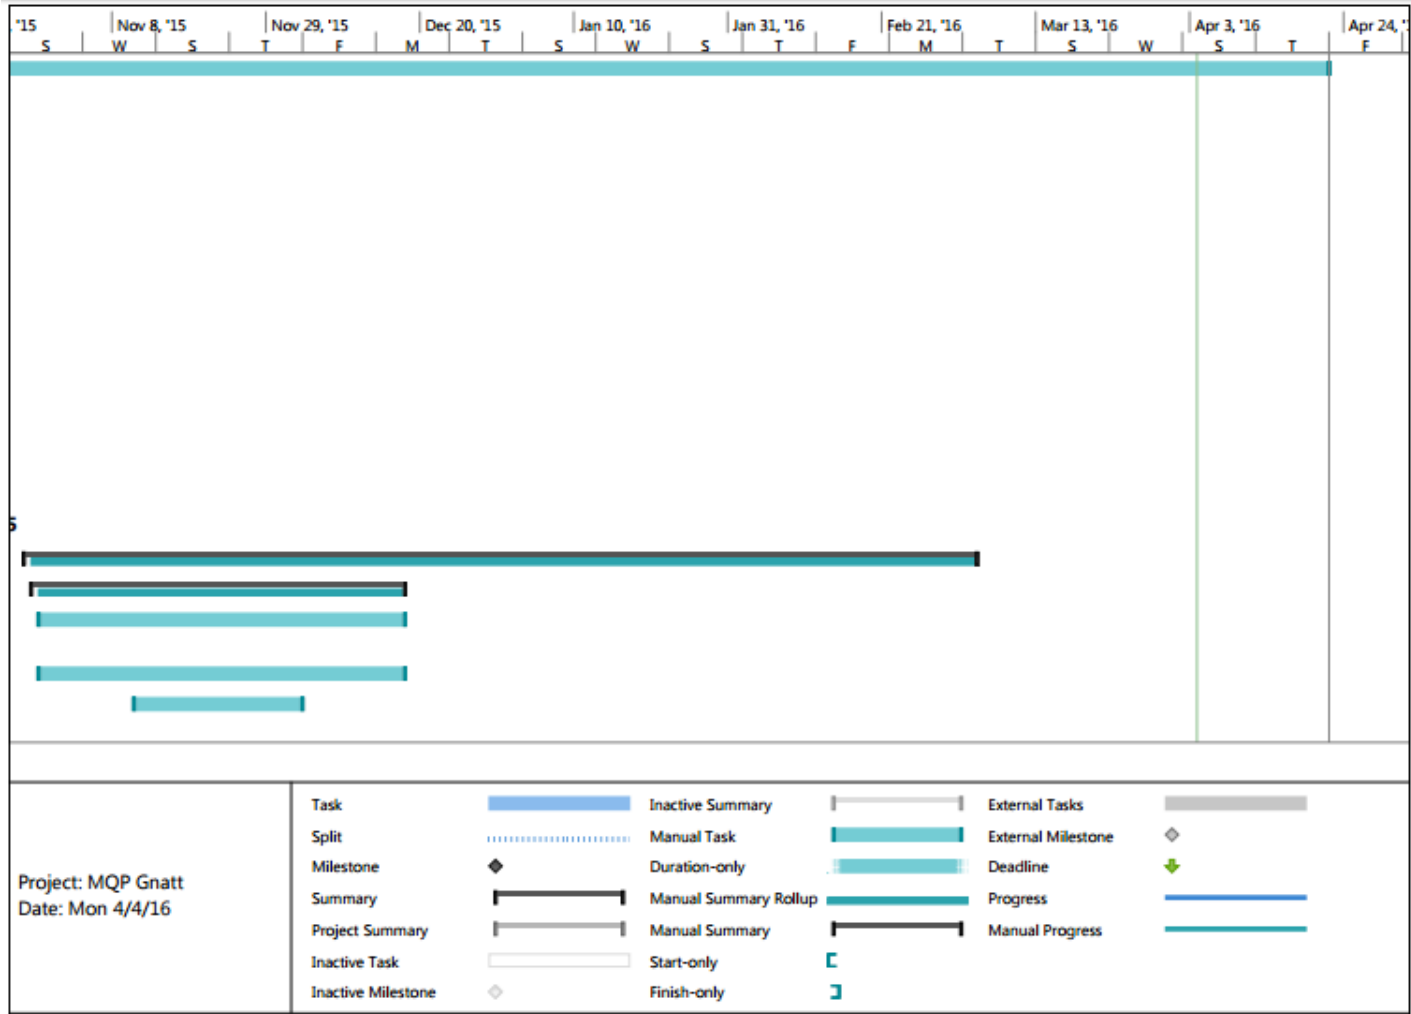 '15 Nov 8, '15 Nov 29, '15 Dec 20, '15 Jan 10, '16 Jan 31, '16 Feb 21, '16 Mar 13, '16 Apr 3, '16 Apr 24,
S W S T F M T S W S T F M T S W S T F
Task Inactive Summary External Tasks
Split Manual Task External Milestone
Milestone Duration-only Deadline
Project: MQP Gnatt
Summary Manual Summary Rollup Progress
Date: Mon 4/4/16
Project Summary Manual Summary Manual Progress
Inactive Task Start-only
Inactive Milestone Finish-only